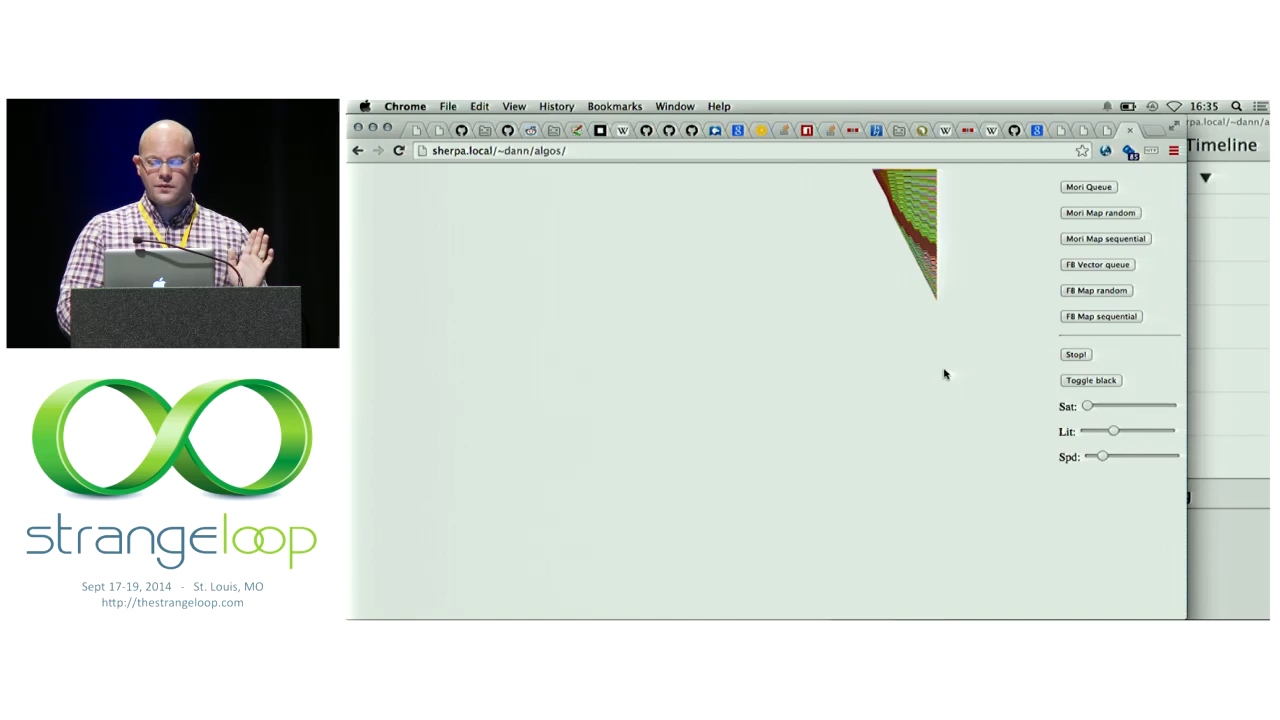 Chrome File Edit View History Bookmarks Window Help 16:35
sherpa.local/~dann/algos/
Timeline
Mori Queue
Mori Map random
Mori Map sequential
FB Vector queue
FB Map random
FB Map sequential
Stop!
Toggle black
Sat:
Lit:
Spd:
strangeloop
Sept 17-19, 2014 - St. Louis, MO
http://thestrangeloop.com